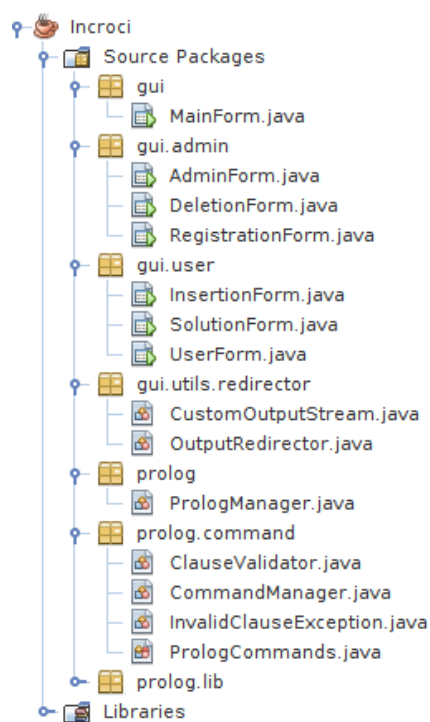 Incroci
Source Packages
gui
MainForm.java
gui.admin
AdminForm.java
DeletionForm.java
RegistrationForm.java
gui.user
InsertionForm.java
SolutionForm.java
UserForm.java
gui.utils.redirector
CustomOutputStream.java
OutputRedirector.java
prolog
PrologManager.java
prolog.command
ClauseValidator.java
CommandManager.java
InvalidClauseException.java
PrologCommands.java
prolog.lib
Libraries